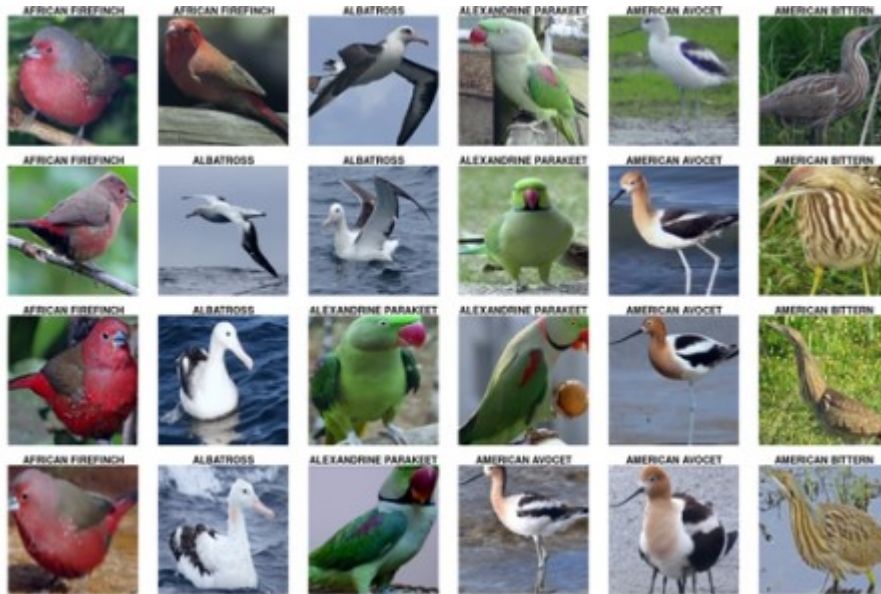 AFRICAN FIREFINCH AFRICAN FIREFINCH ALBATROSS ALEXANDRINE PARAKEET AMERICAN AVOCET AMERICAN BITTERN
AFRICAN FIREFINCH ALBATROSS ALBATROSS ALEXANDRINE PARAKEET AMERICAN AVOCET AMERICAN BITTERN
AFRICAN FIREFINCH ALBATROSS ALEXANDRINE PARAKEET ALEXANDRINE PARAKEET AMERICAN AVOCET AMERICAN BITTERN
AFRICAN FIREFINCH ALBATROSS ALEXANDRINE PARAKEET AMERICAN AVOCET AMERICAN AVOCET AMERICAN BITTERN